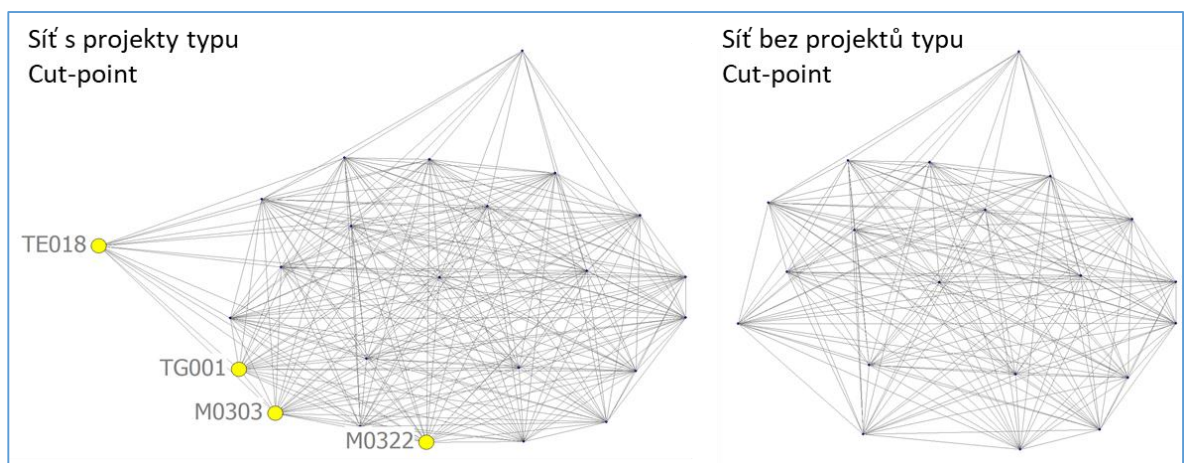 Síť s projekty typu
Cut-point
Síť bez projektů typu
Cut-point
TE018
TG001
M0303
M0322